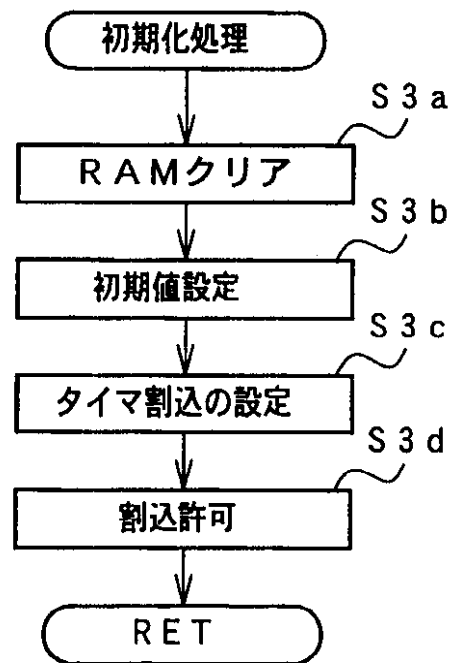 初期化処理
S3a
RAMクリア
S3b
初期値設定
S3c
タイマ割込の設定
S3d
割込許可
RET